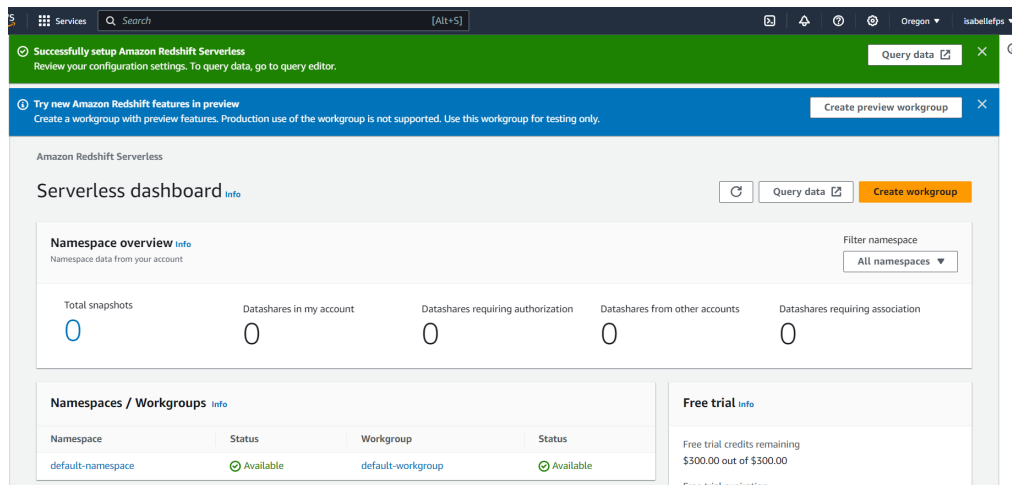 Services
Search
[Alt+S]
Oregon
isabellefps
Successfully setup Amazon Redshift Serverless
Review your configuration settings. To query data, go to query editor.
Query data
Try new Amazon Redshift features in preview
Create a workgroup with preview features. Production use of the workgroup is not supported. Use this workgroup for testing only.
Create preview workgroup
Amazon Redshift Serverless
Serverless dashboard Info
Query data
Create workgroup
Namespace overview Info
Namespace data from your account
Filter namespace
All namespaces
Total snapshots
0
Datashares in my account
0
Datashares requiring authorization
0
Datashares from other accounts
0
Datashares requiring association
0
Namespaces / Workgroups Info
Namespace Status Workgroup Status
default-namespace Available default-workgroup Available
Free trial Info
Free trial credits remaining
$300.00 out of $300.00